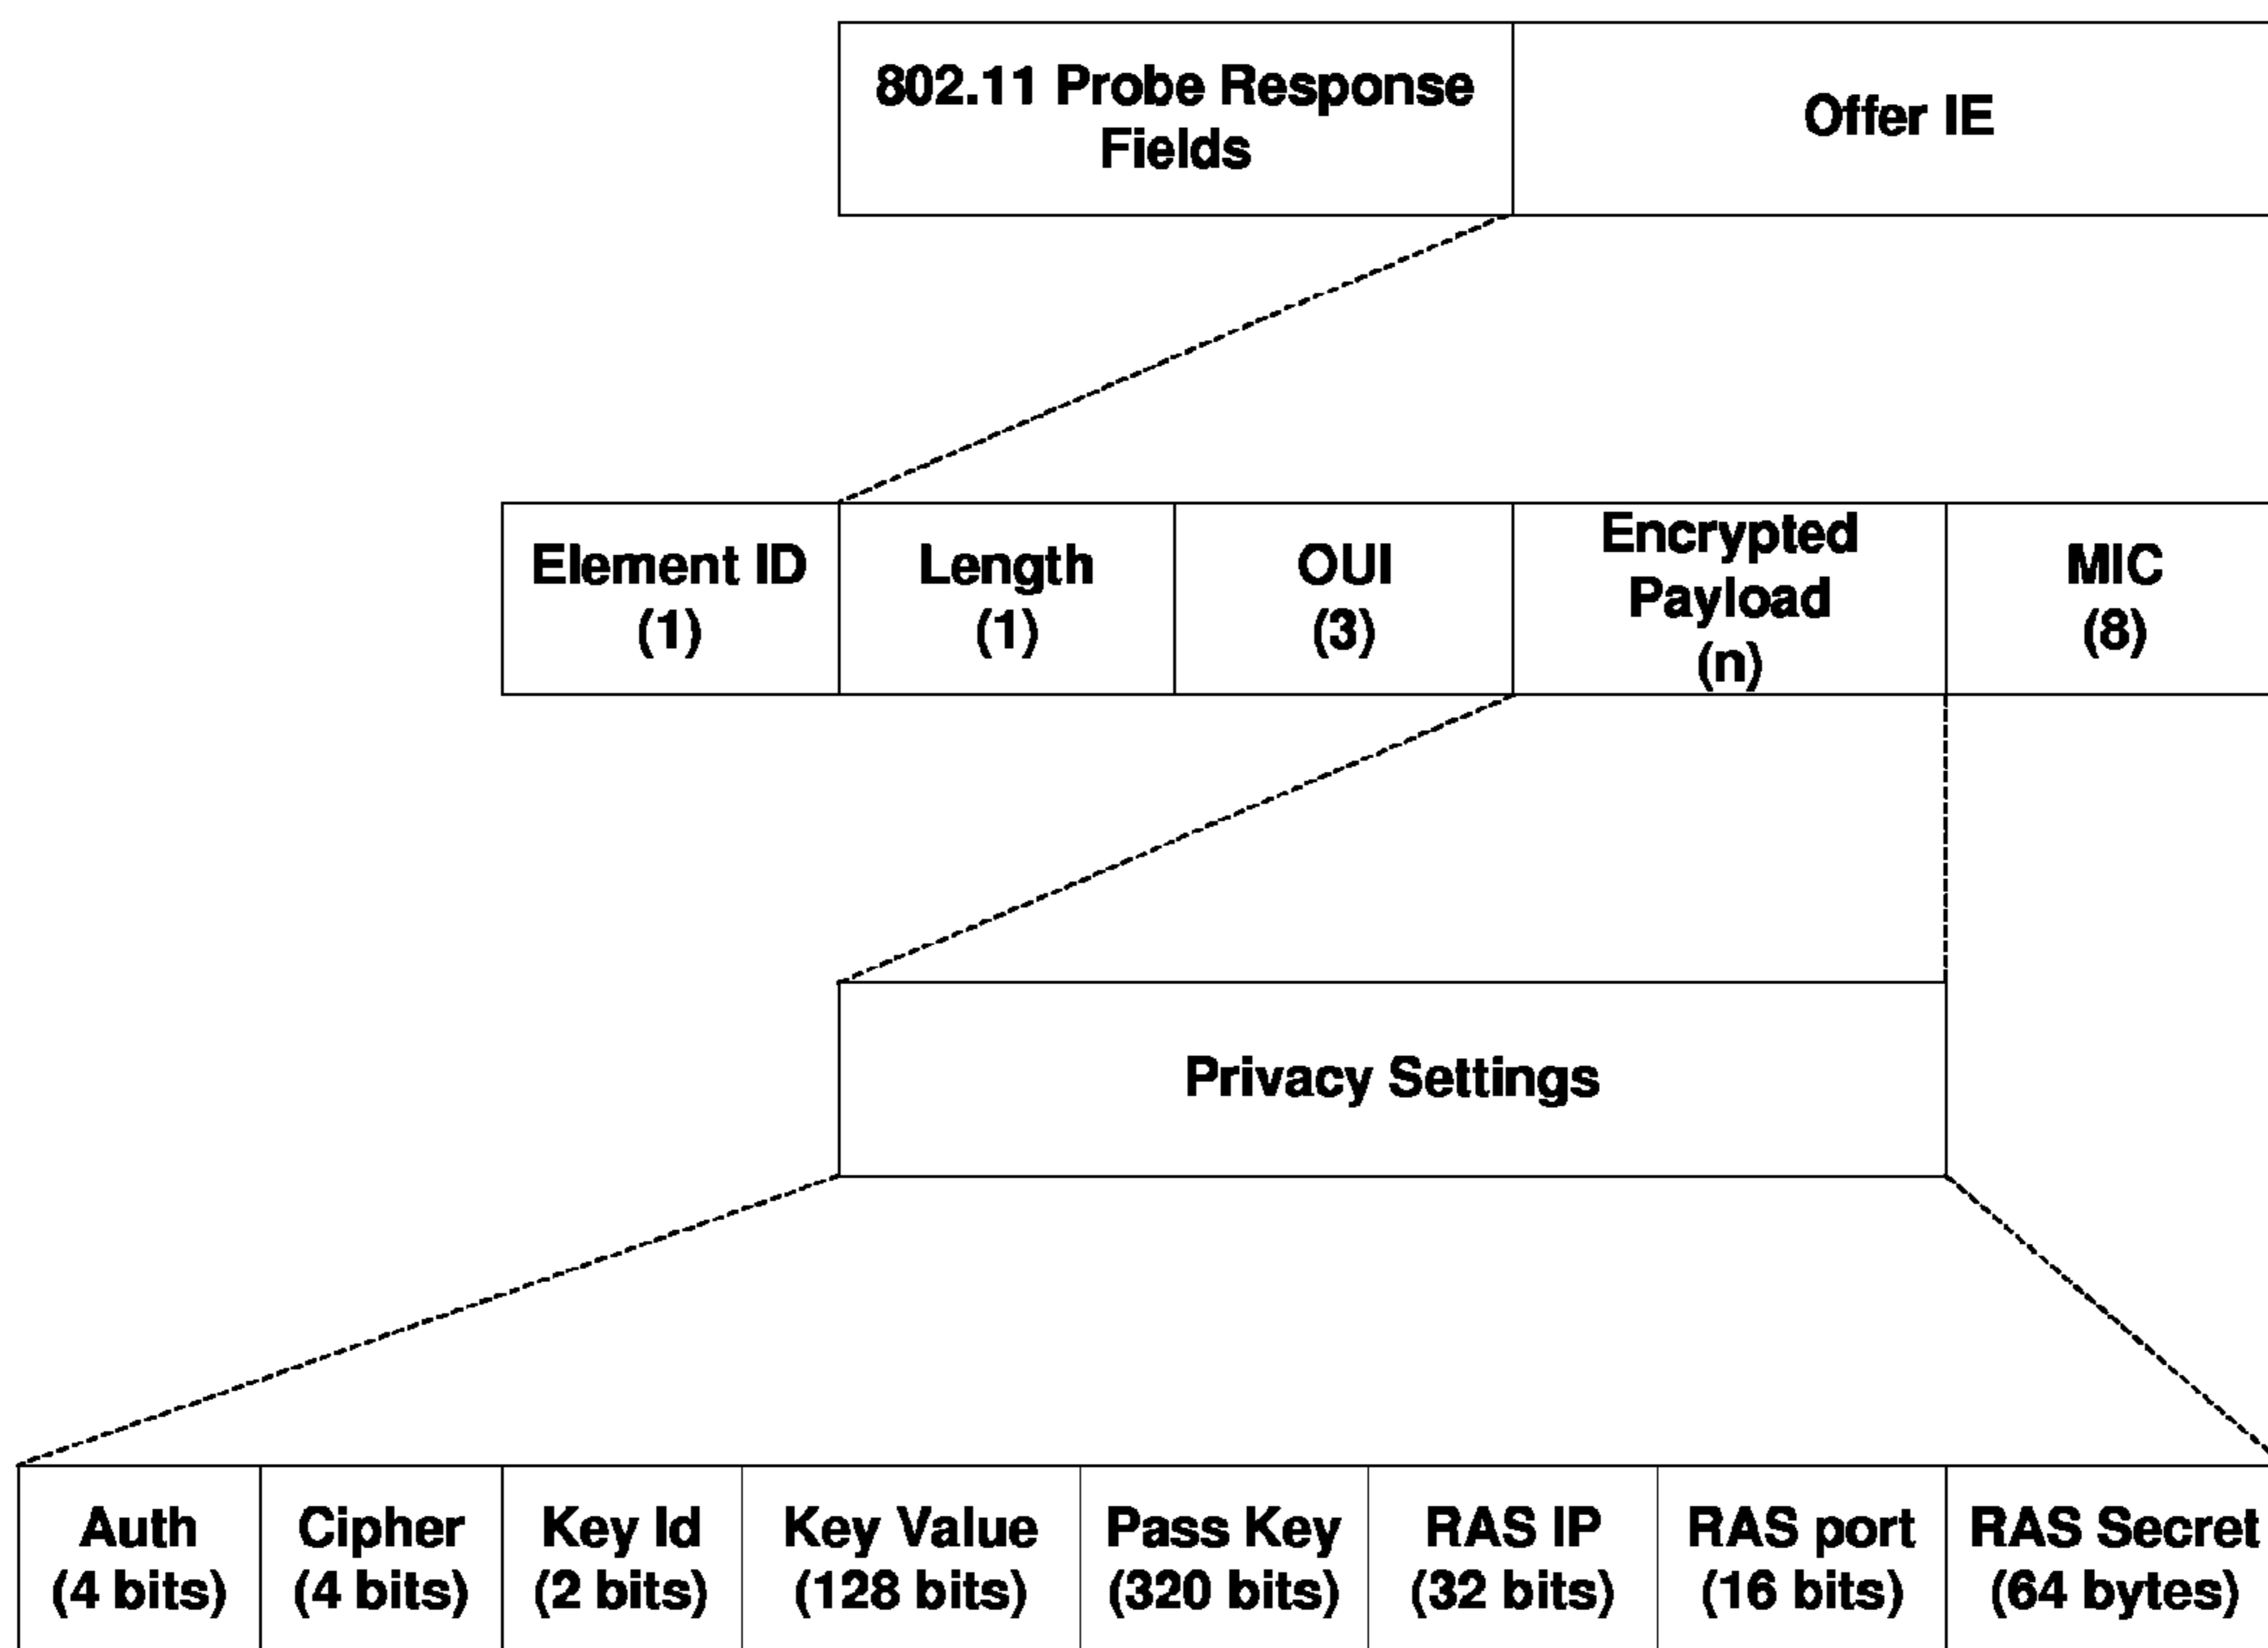 802.11 Probe Response
Fields
Offer IE
Element ID
(1)
Length
(1)
OUI
(3)
Encrypted
Payload
(n)
MIC
(8)
Privacy Settings
Auth
(4 bits)
Cipher
(4 bits)
Key Id
(2 bits)
Key Value
(128 bits)
Pass Key
(320 bits)
RAS IP
(32 bits)
RAS port
(16 bits)
RAS Secret
(64 bytes)